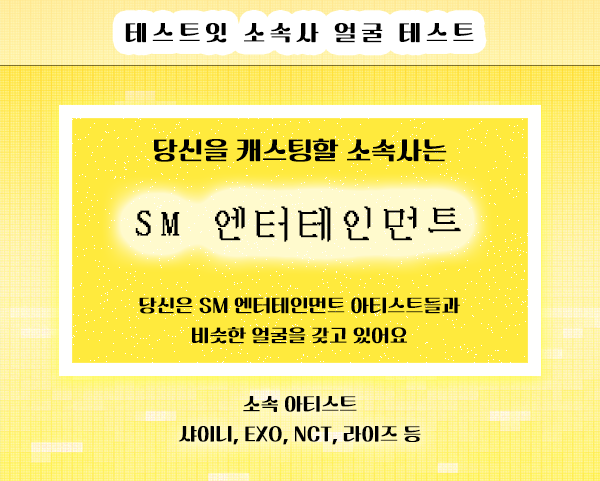 테스트잇 소속사 얼굴 테스트
당신을 캐스팅할 소속사는
SM 엔터테인먼트
당신은 SM 엔터테인먼트 아티스트들과
비슷한 얼굴을 갖고 있어요
소속 아티스트
샤이니, EXO, NCT, 라이즈 등